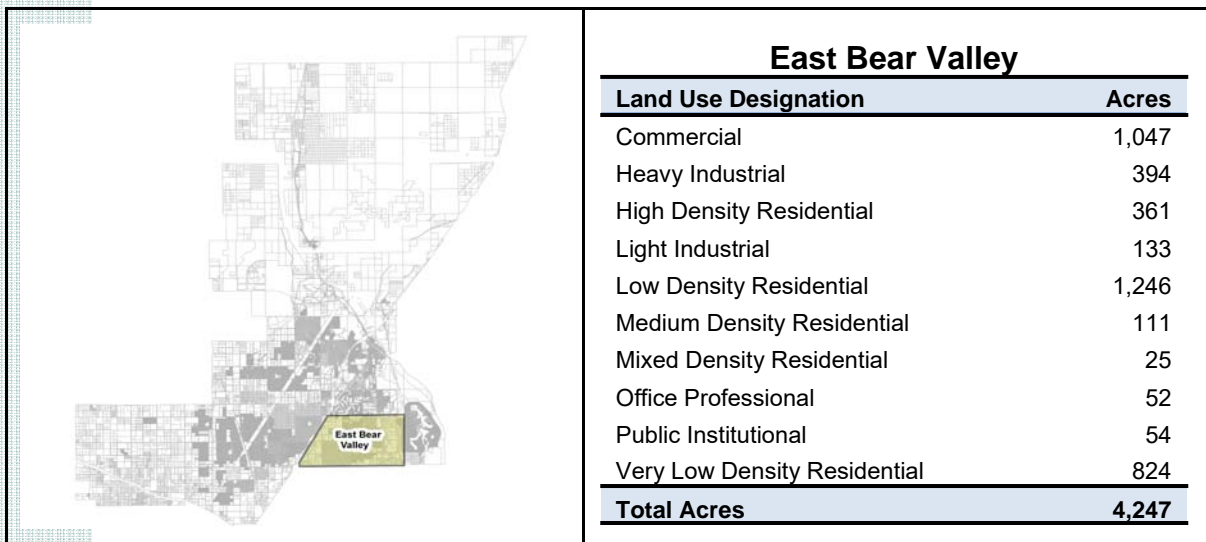 East Bear
Valley
East Bear Valley
Land Use Designation Acres
Commercial 1,047
Heavy Industrial 394
High Density Residential 361
Light Industrial 133
Low Density Residential 1,246
Medium Density Residential 111
Mixed Density Residential 25
Office Professional 52
Public Institutional 54
Very Low Density Residential 824
Total Acres 4,247